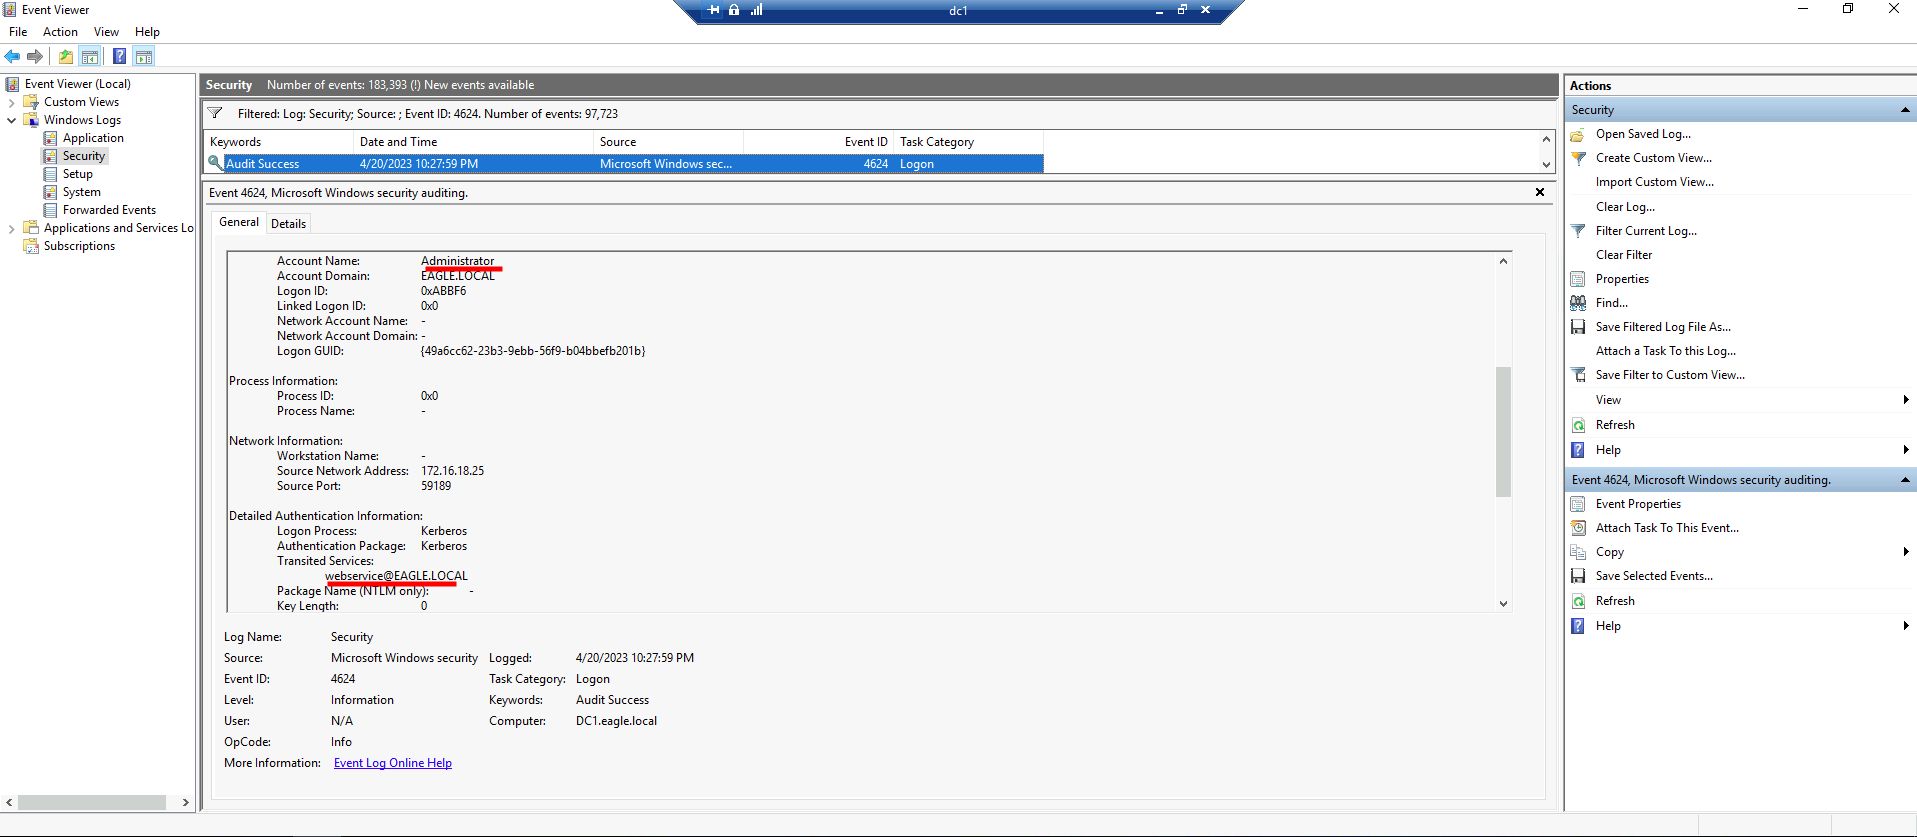 Event Viewer
dc1
File Action View Help
Event Viewer (Local)
Custom Views
Windows Logs
Application
Security
Setup
System
Forwarded Events
Applications and Services Lo
Subscriptions
Security Number of events: 183,393 (!) New events available
Filtered: Log: Security; Source: ; Event ID: 4624. Number of events: 97,723
Keywords Date and Time Source Event ID Task Category
Audit Success 4/20/2023 10:27:59 PM Microsoft Windows sec... 4624 Logon
Event 4624, Microsoft Windows security auditing.
General Details
Account Name: Administrator
Account Domain: EAGLE.LOCAL
Logon ID: 0xABBF6
Linked Logon ID: 0x0
Network Account Name: -
Network Account Domain: -
Logon GUID: {49a6cc62-23b3-9ebb-56f9-b04bbefb201b}
Process Information:
Process ID: 0x0
Process Name: -
Network Information:
Workstation Name: -
Source Network Address: 172.16.18.25
Source Port: 59189
Detailed Authentication Information:
Logon Process: Kerberos
Authentication Package: Kerberos
Transited Services:
webservice@EAGLE.LOCAL
Package Name (NTLM only): -
Key Length: 0
Log Name: Security
Source: Microsoft Windows security Logged: 4/20/2023 10:27:59 PM
Event ID: 4624 Task Category: Logon
Level: Information Keywords: Audit Success
User: N/A Computer: DC1.eagle.local
OpCode: Info
More Information: Event Log Online Help
Actions
Security
Open Saved Log...
Create Custom View...
Import Custom View...
Clear Log...
Filter Current Log...
Clear Filter
Properties
Find...
Save Filtered Log File As...
Attach a Task To this Log...
Save Filter to Custom View...
View
Refresh
Help
Event 4624, Microsoft Windows security auditing.
Event Properties
Attach Task To This Event...
Copy
Save Selected Events...
Refresh
Help